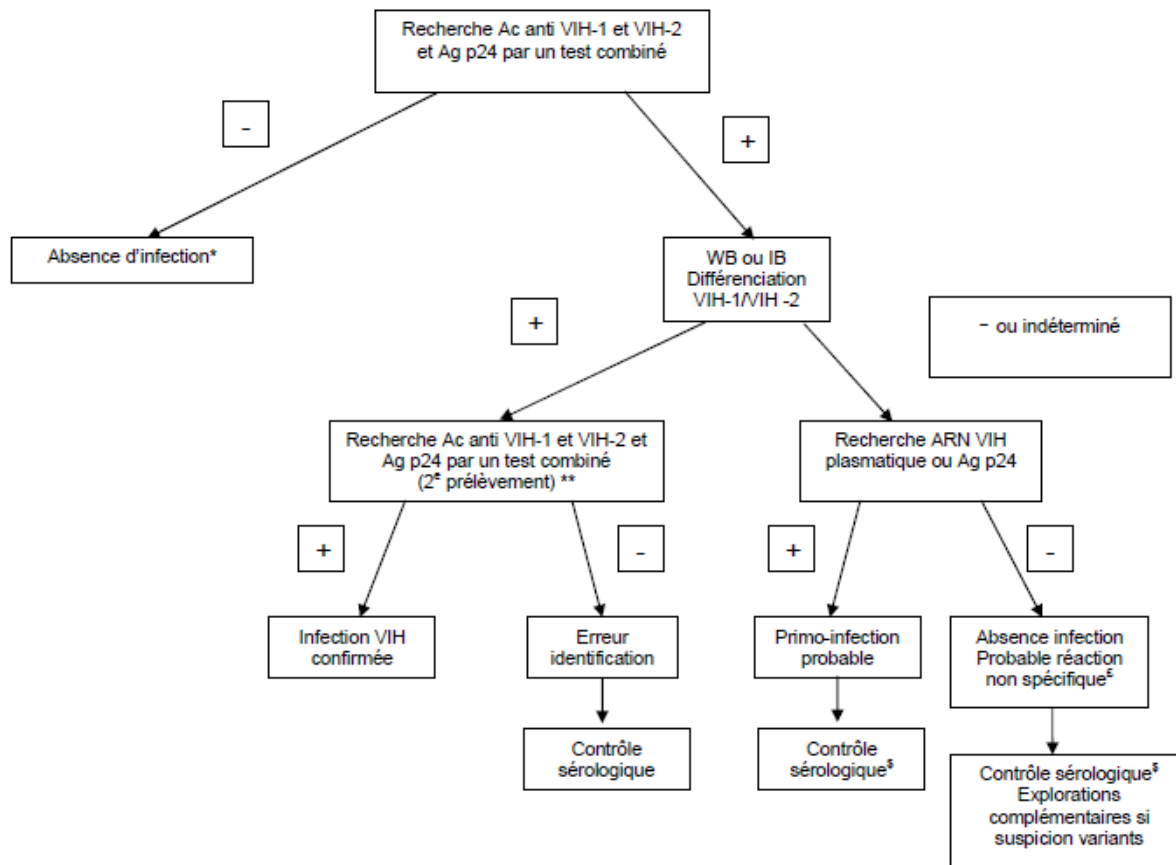 Recherche Ac anti VIH-1 et VIH-2
et Ag p24 par un test combiné
-
+
Absence d'infection*
WB ou IB
Différenciation
VIH-1/VIH -2
+
- ou indéterminé
Recherche Ac anti VIH-1 et VIH-2 et
Ag p24 par un test combiné
(2ᵉ prélèvement) **
Recherche ARN VIH
plasmatique ou Ag p24
+
-
+
-
Infection VIH
confirmée
Erreur
identification
Primo-infection
probable
Absence infection
Probable réaction
non spécifique£
Contrôle
sérologique
Contrôle
sérologique$
Contrôle sérologique$
Explorations
complémentaires si
suspicion variants